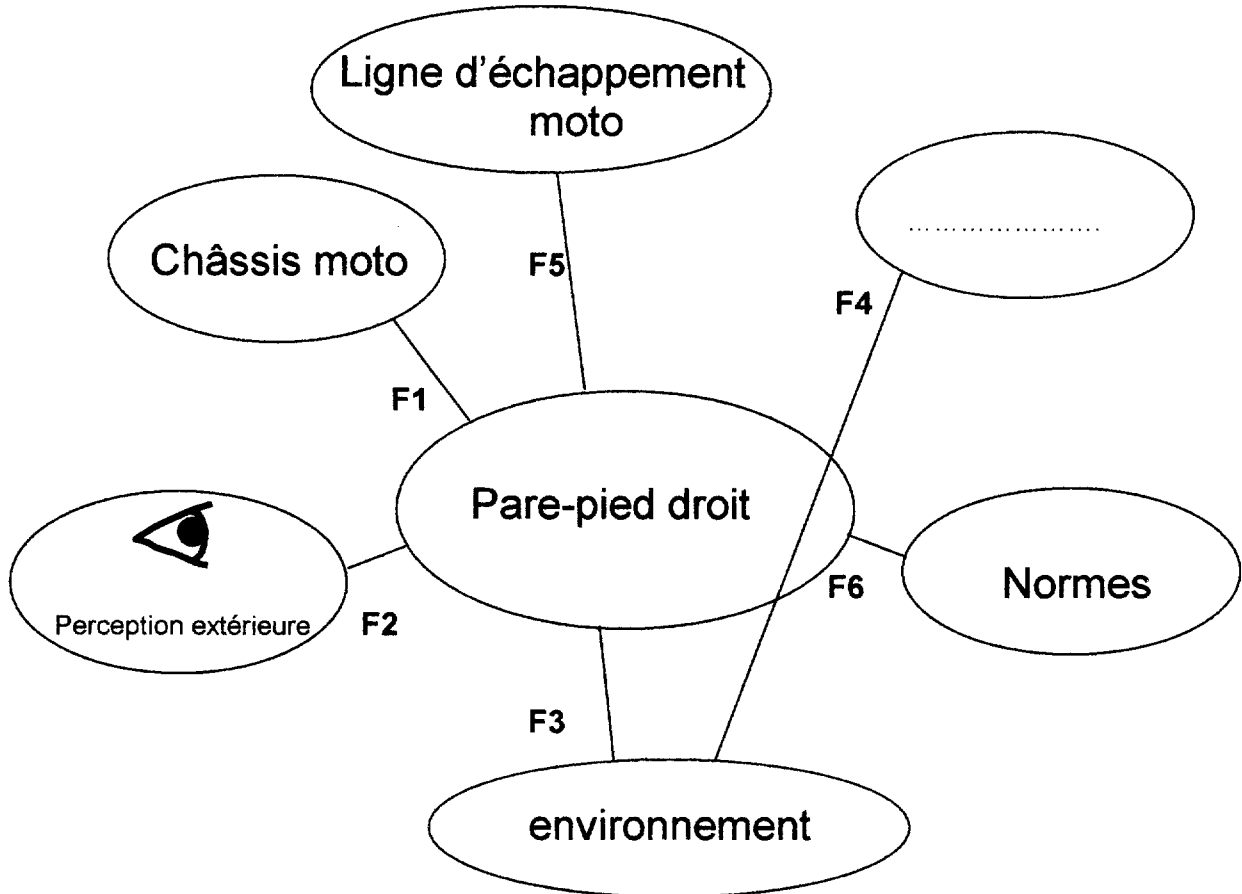 Ligne d'échappement
moto
………………….
Châssis moto
F5
F4
F1
Pare-pied droit
Normes
F6
Perception extérieure
F2
F3
environnement